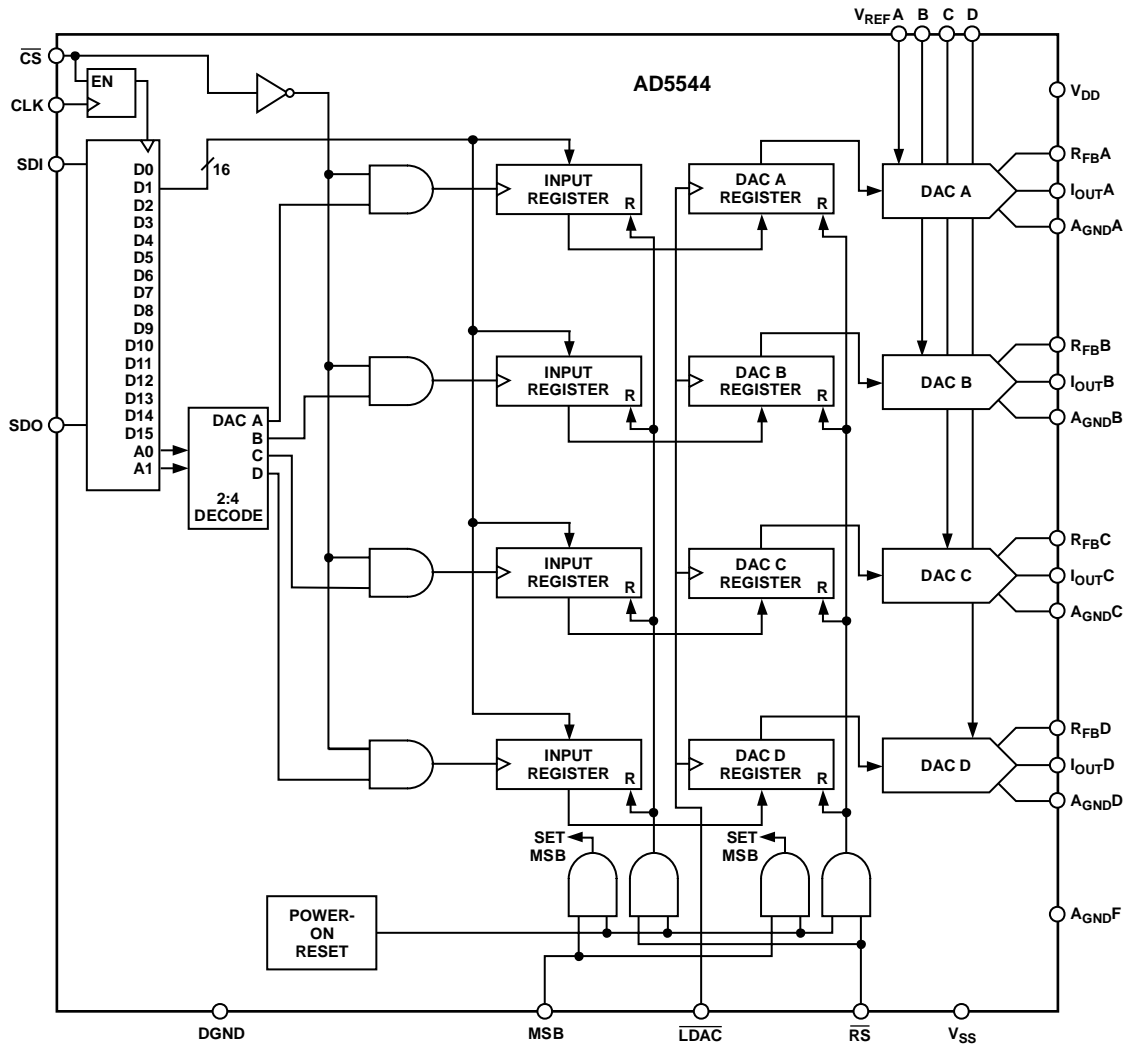 V_REF A B C D
C̅S̅
AD5544
EN
CLK
V_DD
SDI
D0
D1
D2
D3
D4
D5
D6
D7
D8
D9
D10
D11
D12
D13
D14
D15
A0
A1
16
SDO
DAC A
B
C
D
2:4
DECODE
INPUT
REGISTER
R
DAC A
REGISTER
R
DAC A
R_FB A
I_OUT A
A_GND A
INPUT
REGISTER
R
DAC B
REGISTER
R
DAC B
R_FB B
I_OUT B
A_GND B
INPUT
REGISTER
R
DAC C
REGISTER
R
DAC C
R_FB C
I_OUT C
A_GND C
INPUT
REGISTER
R
DAC D
REGISTER
R
DAC D
R_FB D
I_OUT D
A_GND D
SET
MSB
SET
MSB
POWER-
ON
RESET
A_GND F
DGND
MSB
L̅D̅A̅C̅
R̅S̅
V_SS